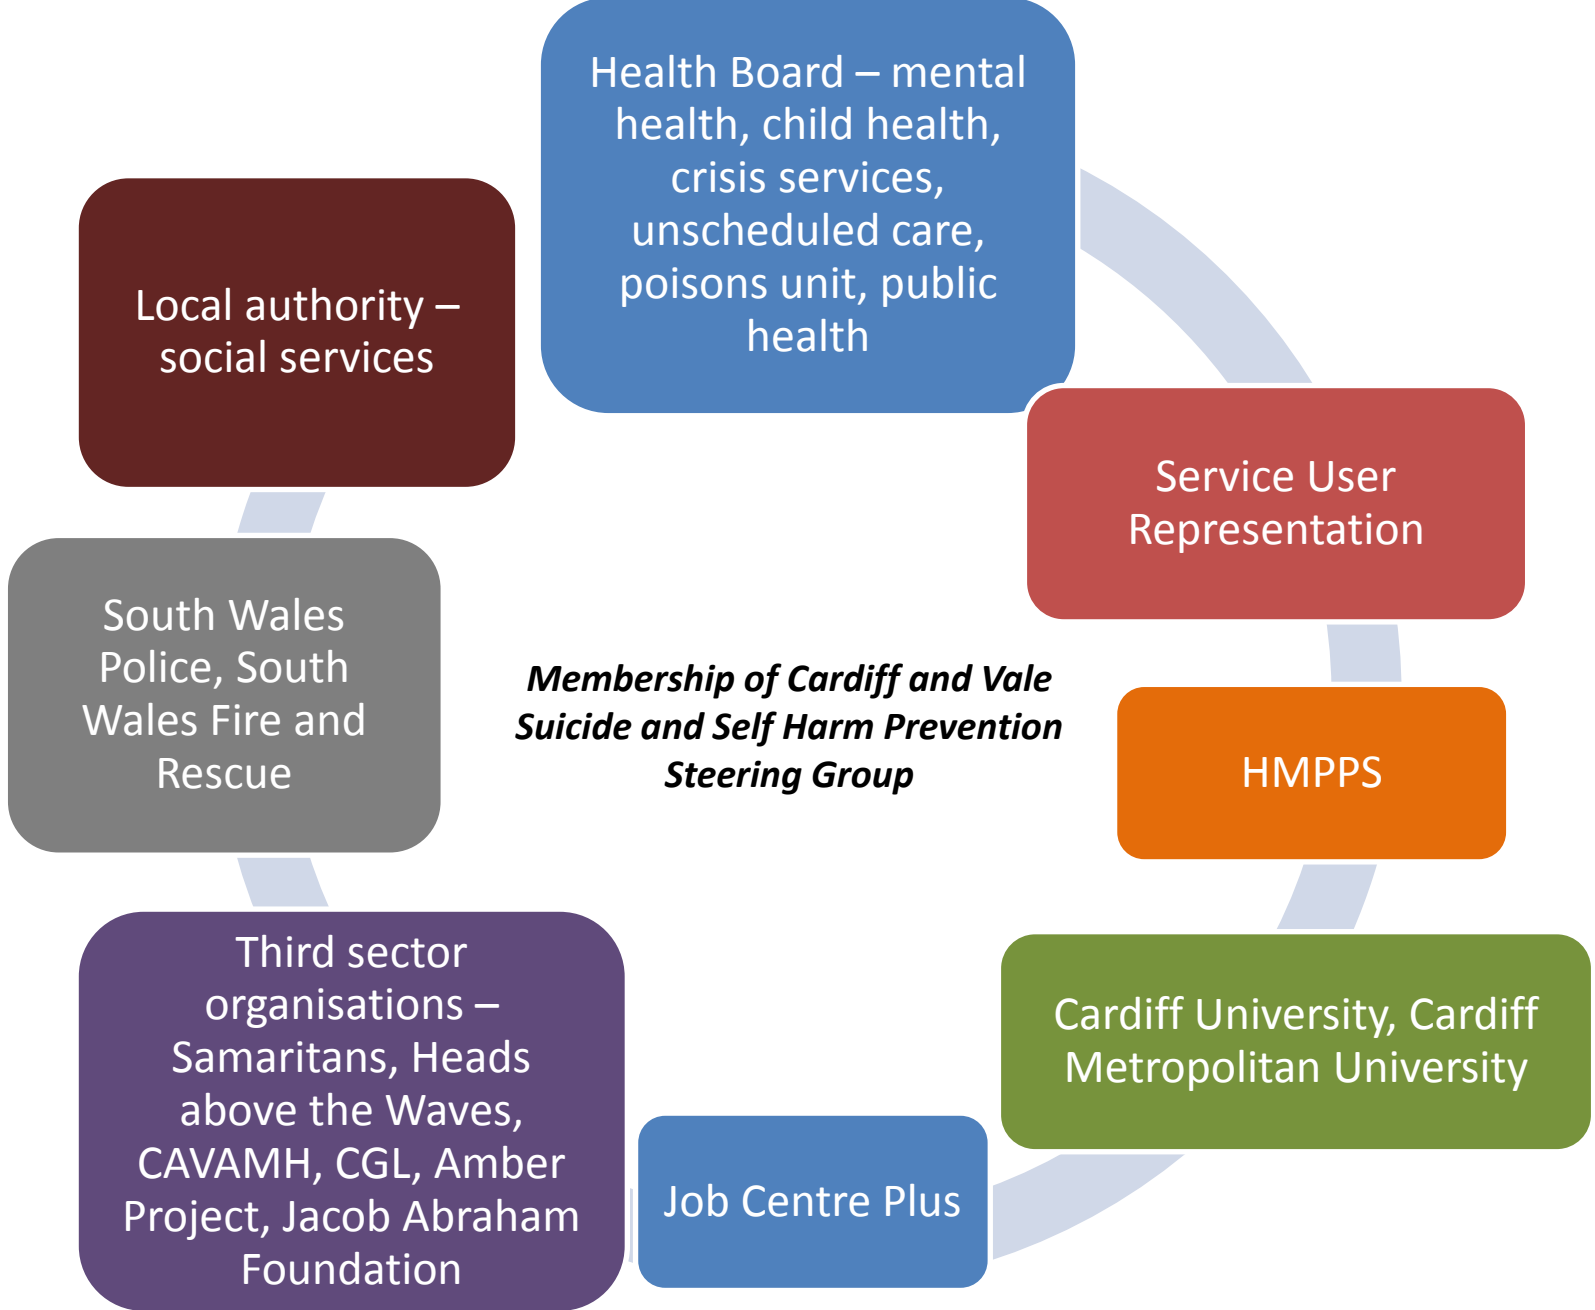 Health Board – mental
health, child health,
crisis services,
unscheduled care,
poisons unit, public
health
Service User
Representation
HMPPS
Cardiff University, Cardiff
Metropolitan University
Job Centre Plus
Third sector
organisations –
Samaritans, Heads
above the Waves,
CAVAMH, CGL, Amber
Project, Jacob Abraham
Foundation
South Wales
Police, South
Wales Fire and
Rescue
Local authority –
social services
Membership of Cardiff and Vale
Suicide and Self Harm Prevention
Steering Group